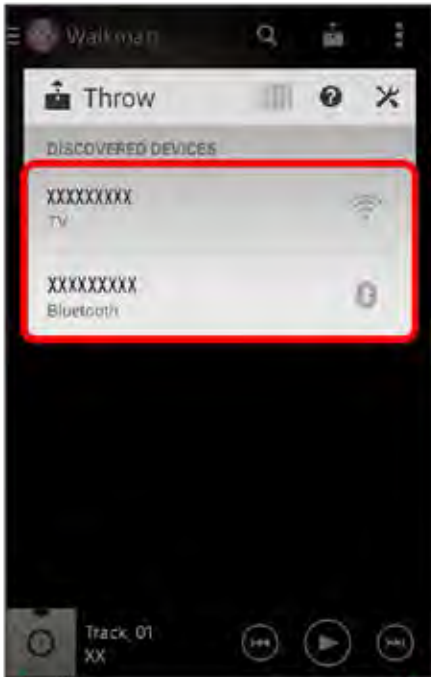 Walkman
Throw
DISCOVERED DEVICES
XXXXXXXXX
TV
XXXXXXXXX
Bluetooth
Track_01
XX